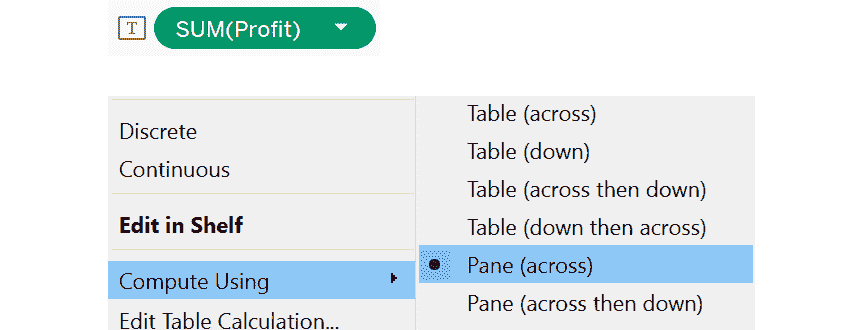 T SUM(Profit)
Discrete
Continuous
Edit in Shelf
Compute Using
Edit Table Calculation...
Table (across)
Table (down)
Table (across then down)
Table (down then across)
Pane (across)
Pane (across then down)